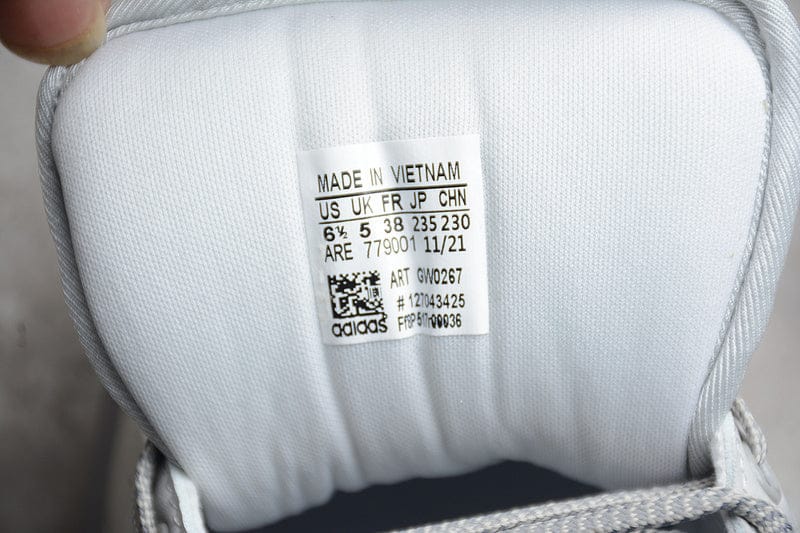 MADE IN VIETNAM
US UK FR JP CHN
6½ 5 38 235 230
ARE 779001 11/21
ART GW0267
# 127043425
adidas